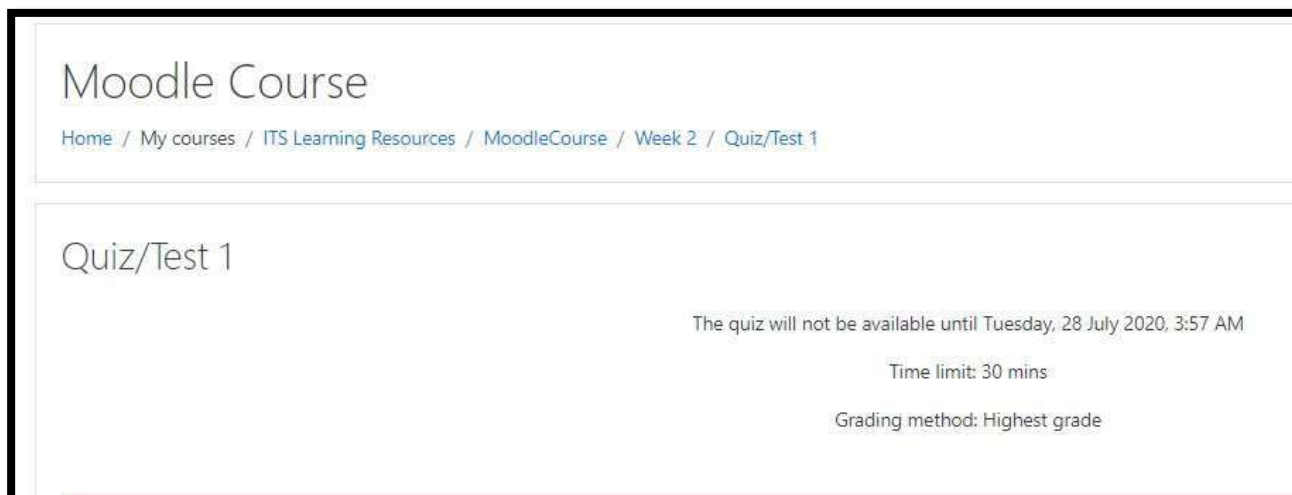 Moodle Course
Home / My courses / ITS Learning Resources / MoodleCourse / Week 2 / Quiz/Test 1
Quiz/Test 1
The quiz will not be available until Tuesday, 28 July 2020, 3:57 AM
Time limit: 30 mins
Grading method: Highest grade